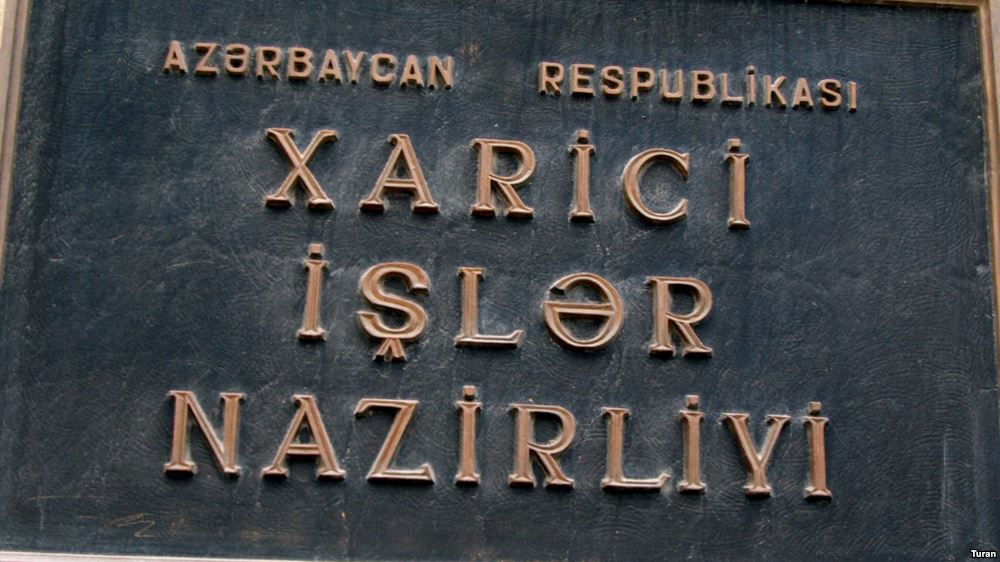 AZƏRBAYCAN RESPUBLİKASI
XARİCİ
İŞLƏR
NAZİRLİYİ
Turan